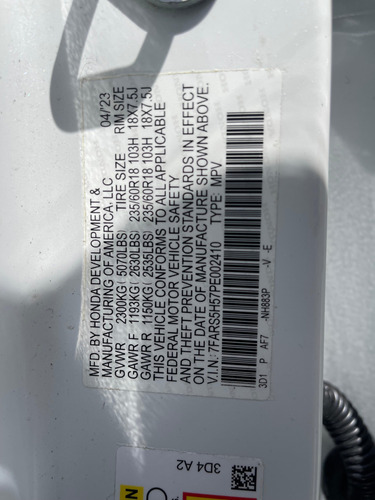 MFD. BY HONDA DEVELOPMENT & 04/'23
MANUFACTURING OF AMERICA, LLC
TIRE SIZE RIM SIZE
GVWR 2300KG( 5070LBS)
GAWR F 1193KG( 2630LBS) 235/60R18 103H 18X7.5J
GAWR R 1150KG( 2535LBS) 235/60R18 103H 18X7.5J
THIS VEHICLE CONFORMS TO ALL APPLICABLE
FEDERAL MOTOR VEHICLE SAFETY
AND THEFT PREVENTION STANDARDS IN EFFECT
ON THE DATE OF MANUFACTURE SHOWN ABOVE.
V.I.N.: 7FARS5H57PE002410 TYPE: MPV
3D1 P AF7 -NH883P -V -E
3D4 A2